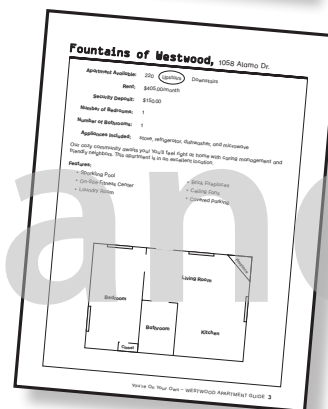 Fountains of Westwood, 1058 Alamo Dr.
Apartment Available: 220 Upstairs Downstairs
Rent: $405.00/month
Security Deposit: $150.00
Number of Bedrooms: 1
Number of Bathrooms: 1
Appliances Included: stove, refrigerator, dishwasher, and microwave
Our cozy community awaits you! You'll feel right at home with caring management and
friendly neighbors. This apartment is in an excellent location.
Features:
• Sparkling Pool
• On-Site Fitness Center
• Laundry Room
• Brick Fireplaces
• Ceiling Fans
• Covered Parking
Living Room
Fireplace
Bedroom
Bathroom
Kitchen
Closet
You're On Your Own – WESTWOOD APARTMENT GUIDE 3
an